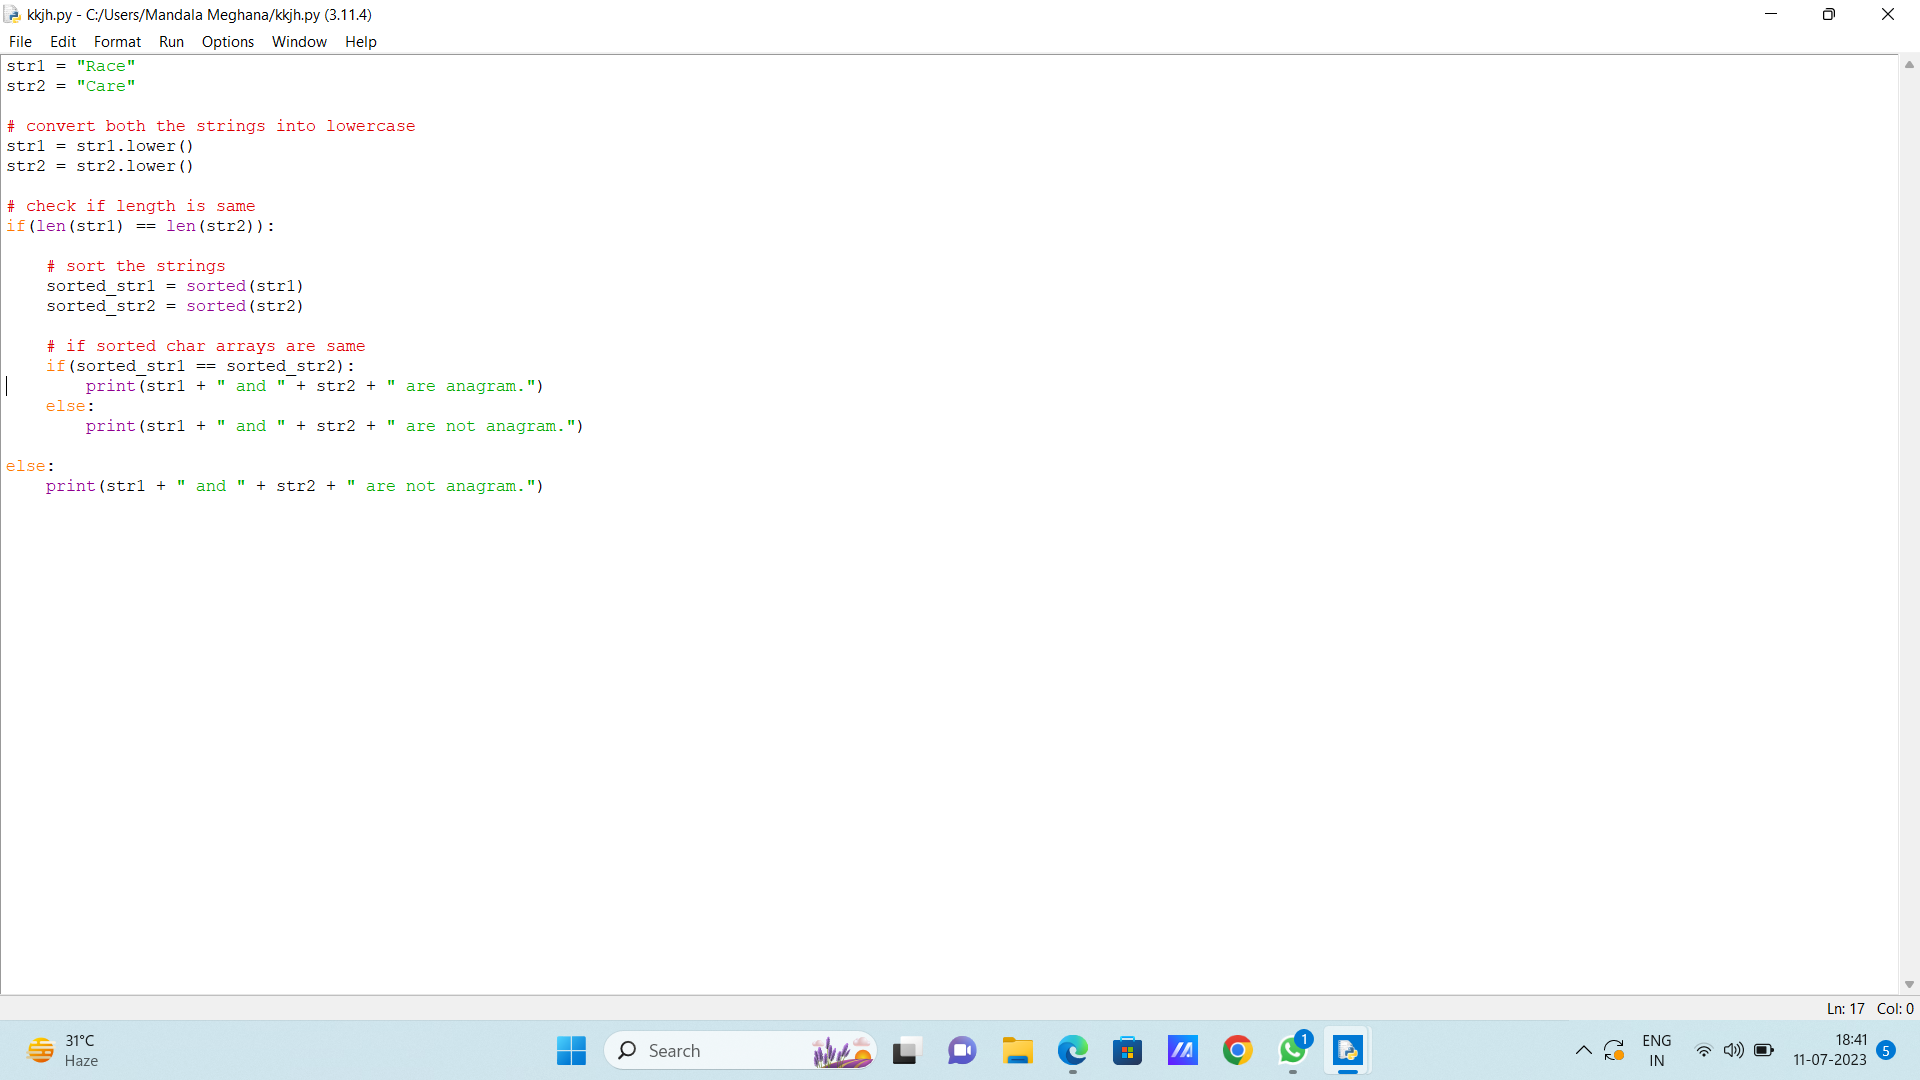 kkjh.py - C:/Users/Mandala Meghana/kkjh.py (3.11.4)
File Edit Format Run Options Window Help
str1 = "Race"
str2 = "Care"
# convert both the strings into lowercase
str1 = str1.lower()
str2 = str2.lower()
# check if length is same
if(len(str1) == len(str2)):
    # sort the strings
    sorted_str1 = sorted(str1)
    sorted_str2 = sorted(str2)
    # if sorted char arrays are same
    if(sorted_str1 == sorted_str2):
        print(str1 + " and " + str2 + " are anagram.")
    else:
        print(str1 + " and " + str2 + " are not anagram.")
else:
    print(str1 + " and " + str2 + " are not anagram.")
Ln: 17 Col: 0
31°C
Haze
Search
1
ENG
IN
18:41
11-07-2023
5